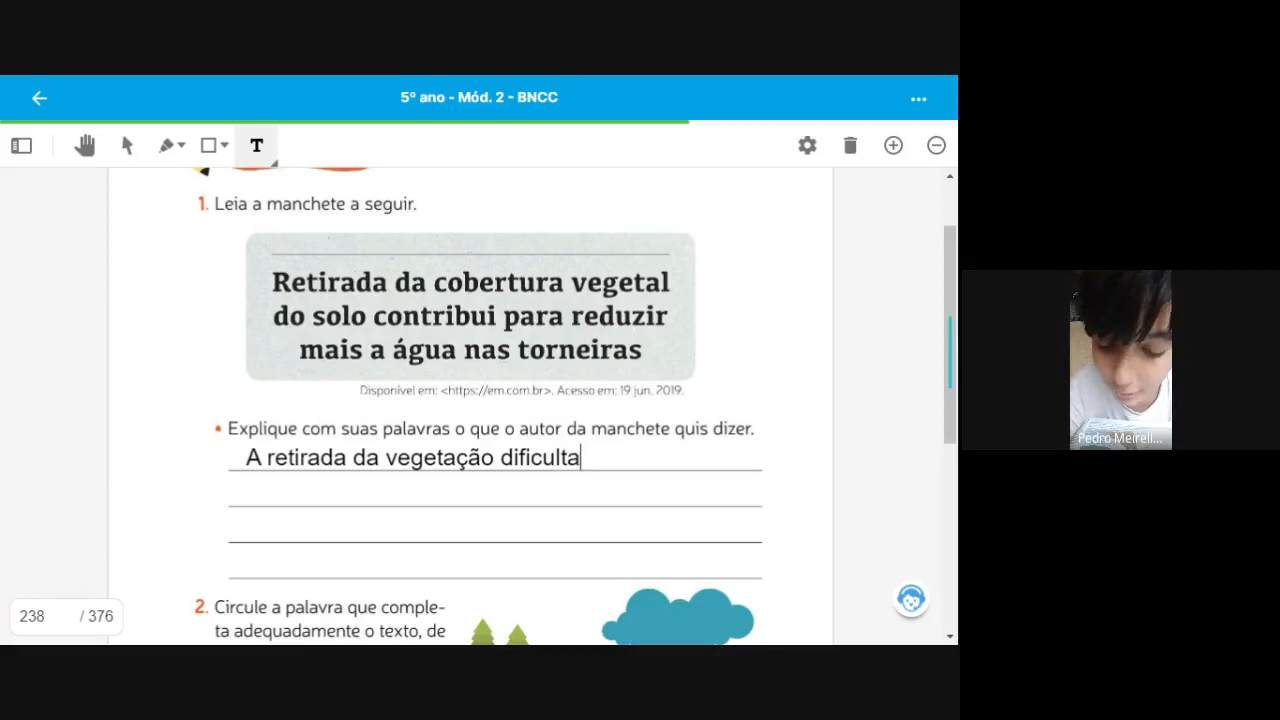 5º ano - Mód. 2 - BNCC
T
1. Leia a manchete a seguir.
Retirada da cobertura vegetal
do solo contribui para reduzir
mais a água nas torneiras
Disponível em: <https://em.com.br>. Acesso em: 19 jun. 2019.
• Explique com suas palavras o que o autor da manchete quis dizer.
A retirada da vegetação dificulta
2. Circule a palavra que comple-
ta adequadamente o texto, de
238 / 376
Pedro Meirell...